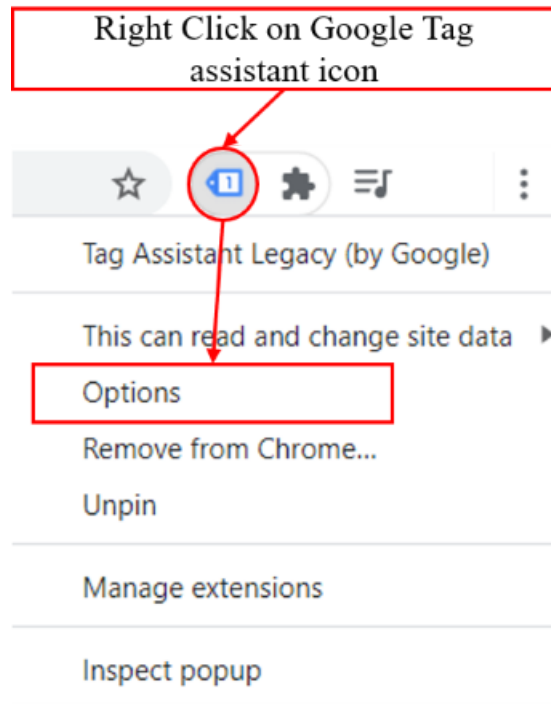 Right Click on Google Tag
assistant icon
1
Tag Assistant Legacy (by Google)
This can read and change site data
Options
Remove from Chrome...
Unpin
Manage extensions
Inspect popup